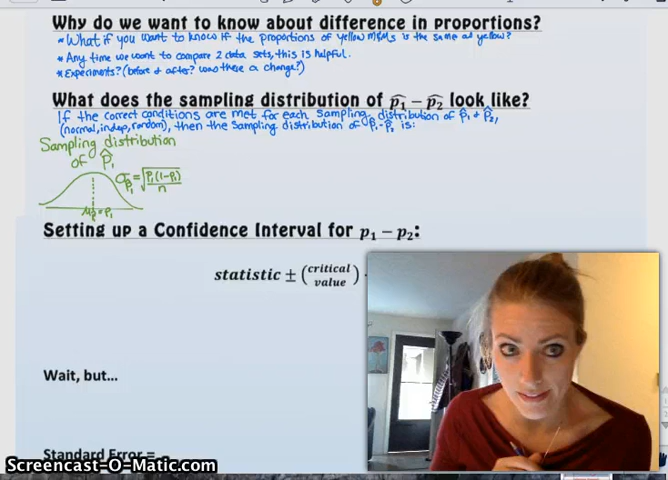 Why do we want to know about difference in proportions?
*What if you want to know if the proportions of yellow M&Ms is the same as yellow?
*Any time we want to compare 2 data sets, this is helpful.
*Experiments? (before & after? was there a change?)
What does the sampling distribution of p̂₁ − p̂₂ look like?
If the correct conditions are met for each sampling distribution of p̂₁ + p̂₂,
(normal, indep, random), then the sampling distribution of p̂₁ - p̂₂ is:
Sampling distribution
of p̂₁
σp̂₁ = √(p₁(1-p₁)/n)
μp̂ = p₁
Setting up a Confidence Interval for p₁ − p₂:
statistic ± (critical value)
Wait, but...
Standard Error =
Screencast-O-Matic.com